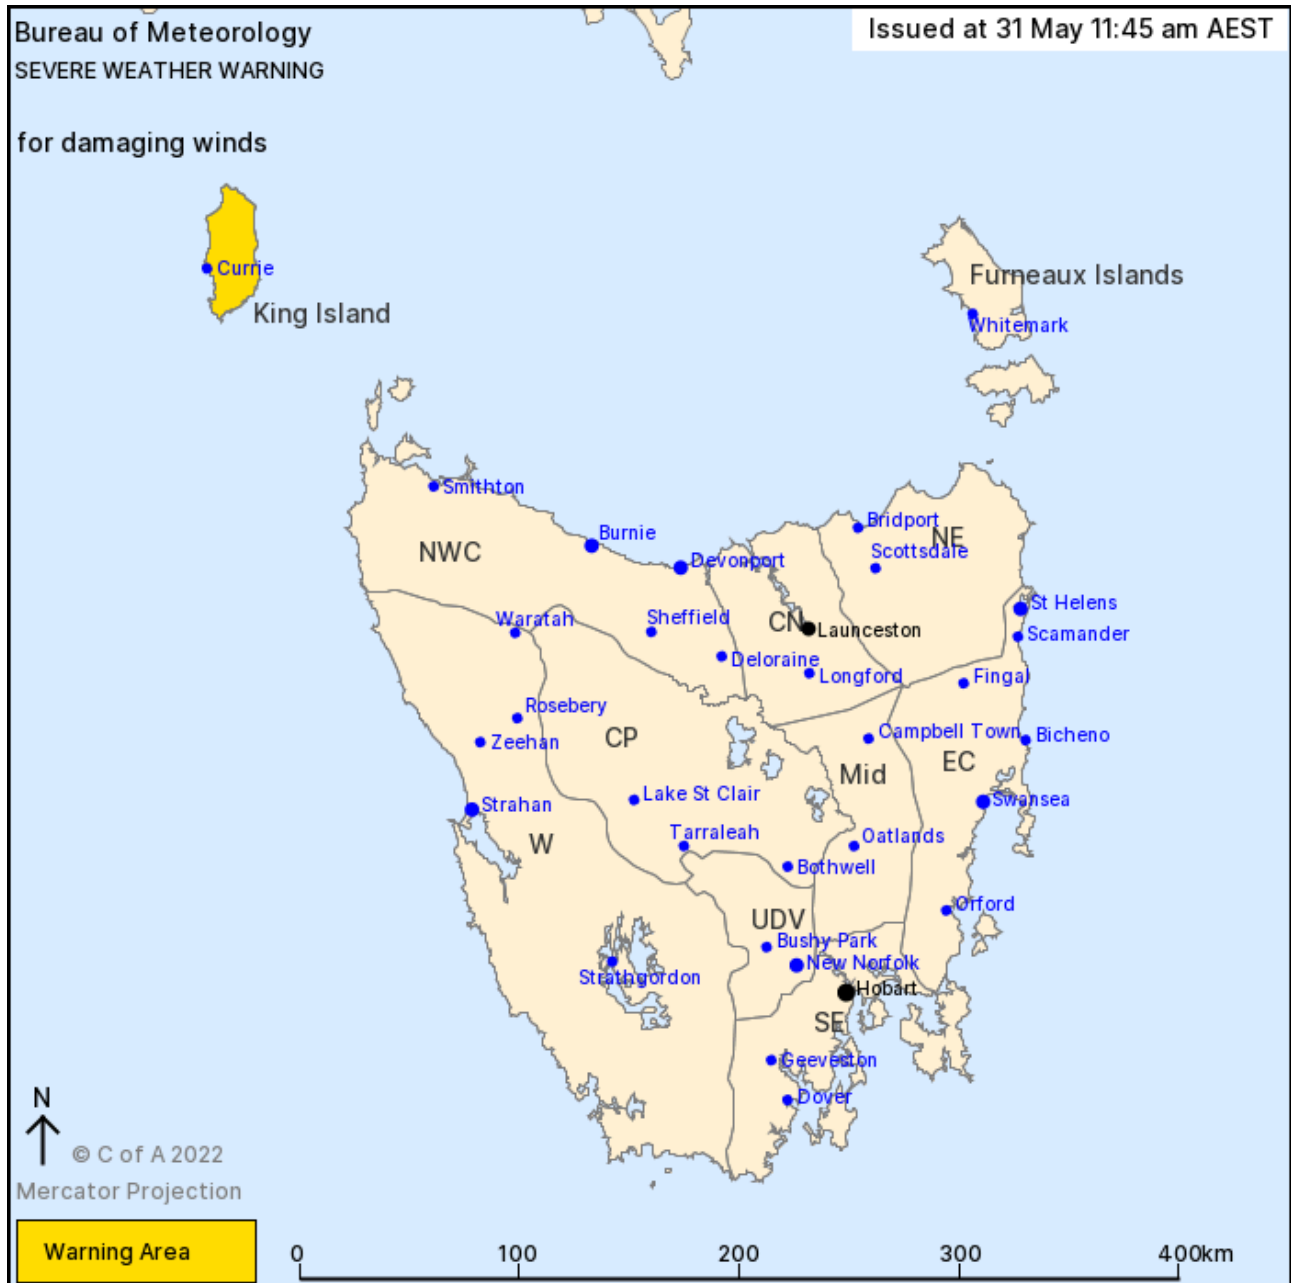 Bureau of Meteorology
Issued at 31 May 11:45 am AEST
SEVERE WEATHER WARNING
for damaging winds
Currie
King Island
Furneaux Islands
Whitemark
Smithton
Bridport
Burnie
NE
NWC
Scottsdale
Devonport
St Helens
Waratah
Sheffield
CN
Launceston
Scamander
Deloraine
Longford
Fingal
Rosebery
CP
Campbell Town
Bicheno
Zeehan
EC
Mid
Lake St Clair
Swansea
Strahan
Tarraleah
Oatlands
W
Bothwell
Orford
UDV
Bushy Park
New Norfolk
Strathgordon
Hobart
SE
Geeveston
Dover
N
© C of A 2022
Mercator Projection
Warning Area
0 100 200 300 400km